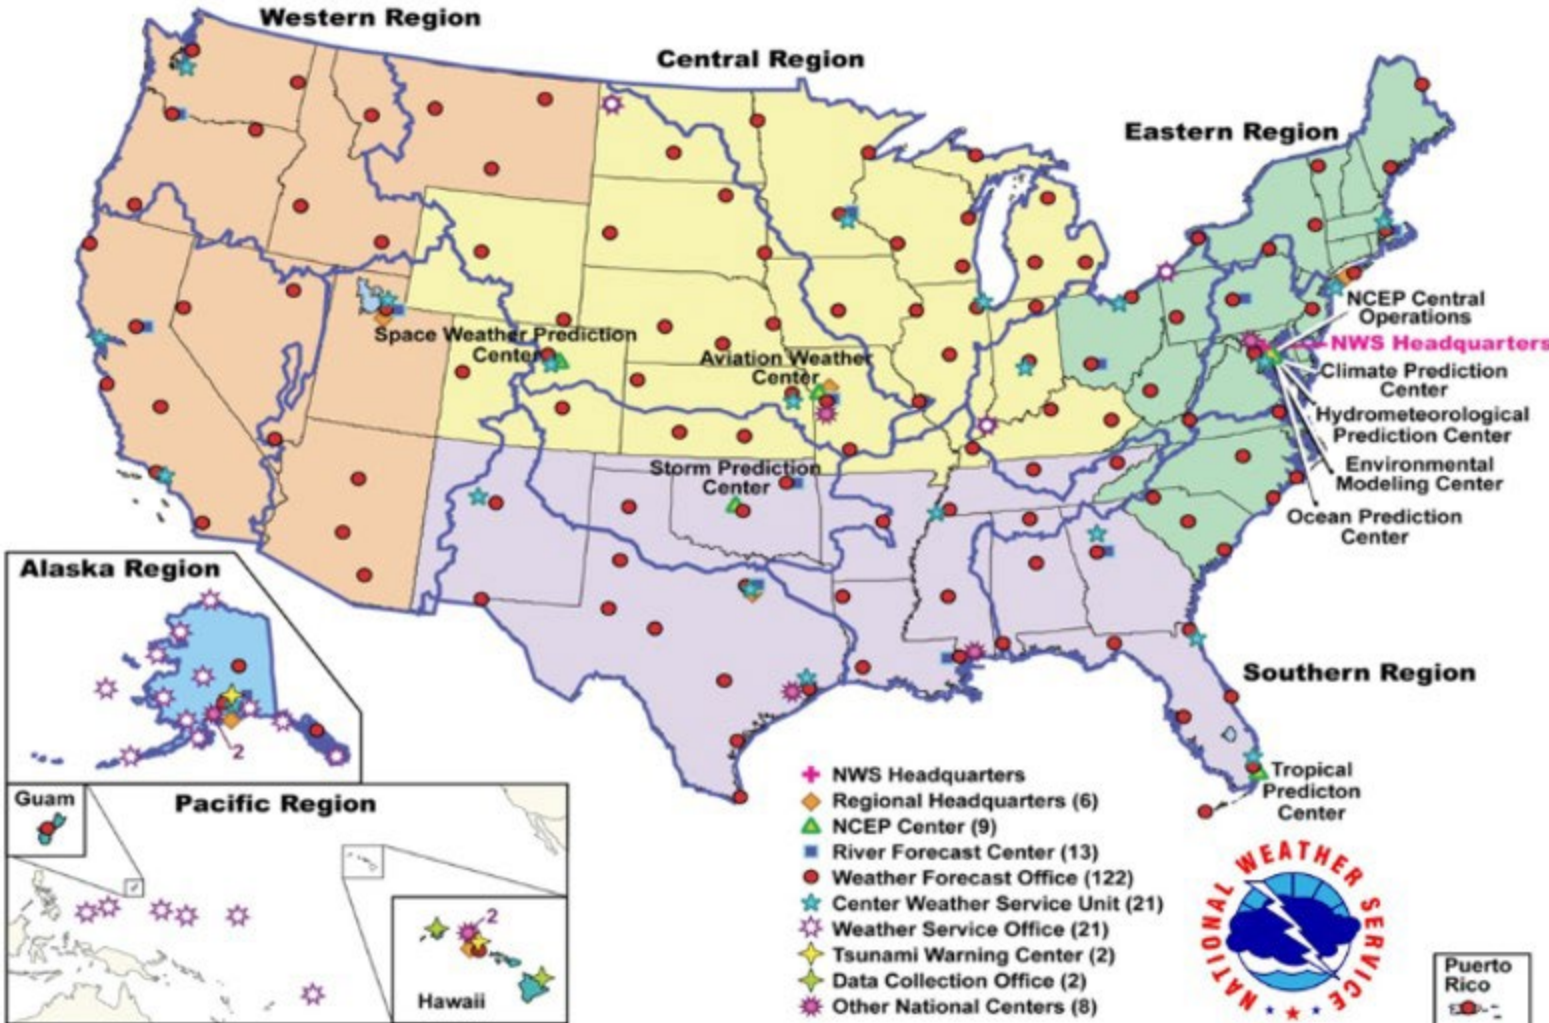 Western Region
Central Region
Eastern Region
Space Weather Prediction
Center
Aviation Weather
Center
Storm Prediction
Center
NCEP Central
Operations
NWS Headquarters
Climate Prediction
Center
Hydrometeorological
Prediction Center
Environmental
Modeling Center
Ocean Prediction
Center
Alaska Region
2
Southern Region
Tropical
Predicton
Center
Guam
Pacific Region
2
Hawaii
NWS Headquarters
Regional Headquarters (6)
NCEP Center (9)
River Forecast Center (13)
Weather Forecast Office (122)
Center Weather Service Unit (21)
Weather Service Office (21)
Tsunami Warning Center (2)
Data Collection Office (2)
Other National Centers (8)
NATIONAL WEATHER SERVICE
Puerto
Rico